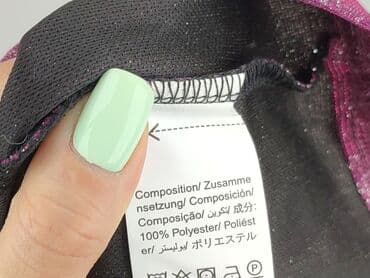 Composition/ Zusamme
nsetzung/ Composición/
Composição/ تكوين/ 成分:
100% Polyester/ Poliést
er/ بوليستر/ ポリエステル